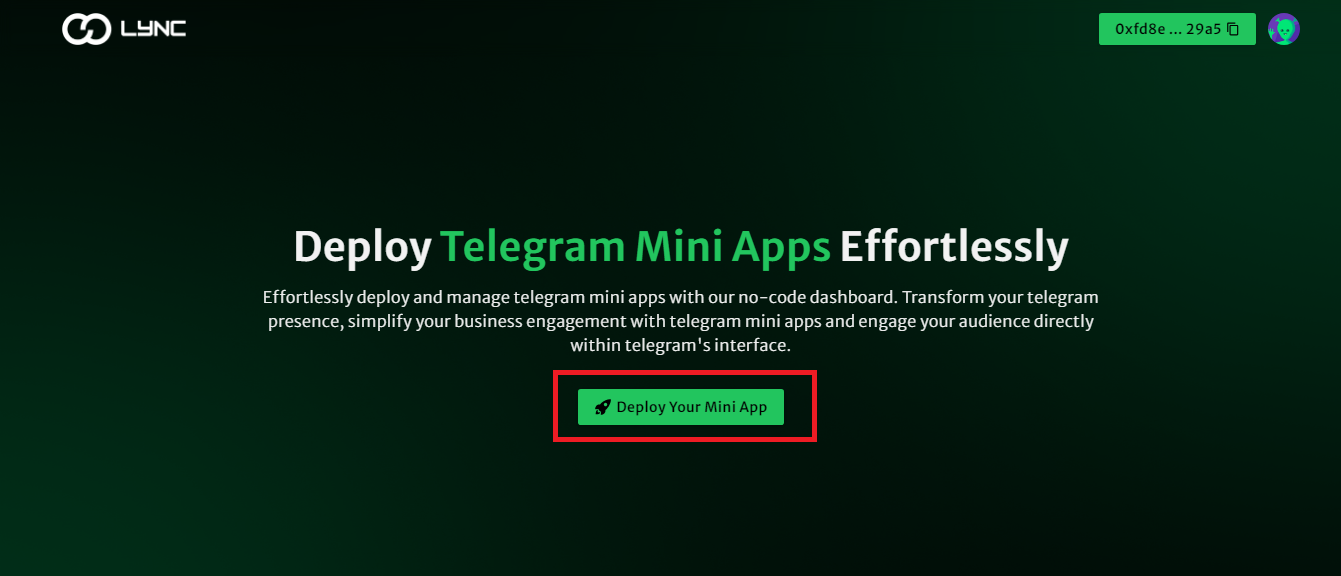 LYNC
0xfd8e ... 29a5
Deploy Telegram Mini Apps Effortlessly
Effortlessly deploy and manage telegram mini apps with our no-code dashboard. Transform your telegram
presence, simplify your business engagement with telegram mini apps and engage your audience directly
within telegram's interface.
Deploy Your Mini App